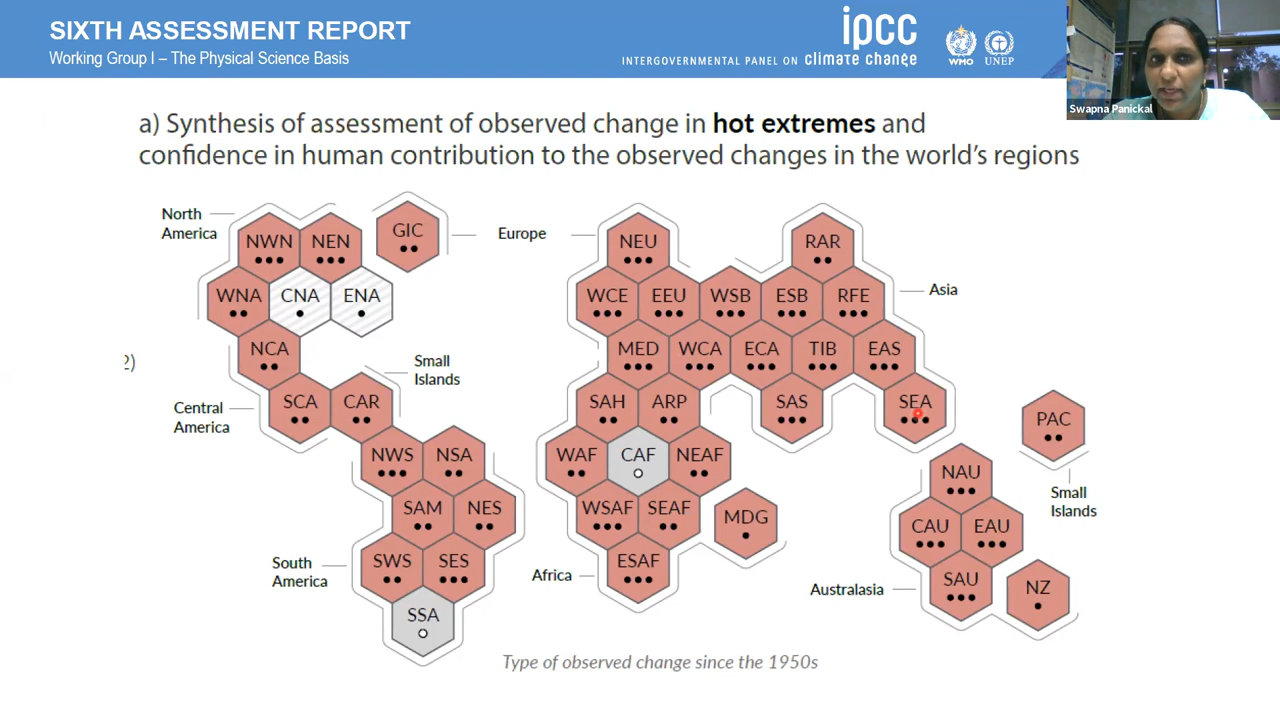 SIXTH ASSESSMENT REPORT
Working Group I – The Physical Science Basis
INTERGOVERNMENTAL PANEL ON climate change
ipcc
WMO
UNEP
Swapna Panickal
a) Synthesis of assessment of observed change in hot extremes and
confidence in human contribution to the observed changes in the world's regions
North
America
NWN
NEN
GIC
Europe
NEU
RAR
WNA
CNA
ENA
WCE
EEU
WSB
ESB
RFE
Asia
NCA
MED
WCA
ECA
TIB
EAS
2)
Small
Islands
Central
America
SCA
CAR
SAH
ARP
SAS
SEA
PAC
NWS
NSA
WAF
CAF
NEAF
NAU
Small
Islands
SAM
NES
WSAF
SEAF
MDG
CAU
EAU
South
America
SWS
SES
Africa
ESAF
Australasia
SAU
NZ
SSA
Type of observed change since the 1950s